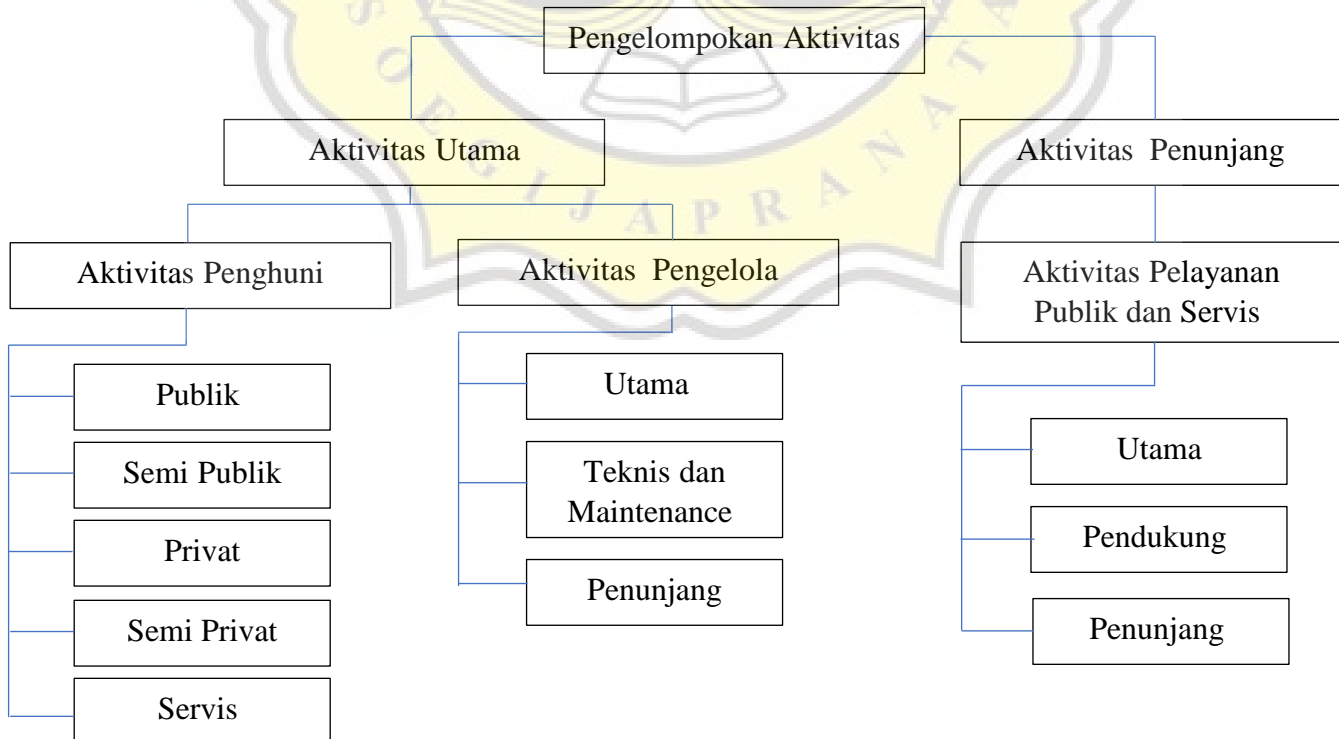 Pengelompokan Aktivitas
Aktivitas Utama
Aktivitas Penunjang
Aktivitas Penghuni
Aktivitas Pengelola
Aktivitas Pelayanan
Publik dan Servis
Publik
Semi Publik
Privat
Semi Privat
Servis
Utama
Teknis dan
Maintenance
Penunjang
Utama
Pendukung
Penunjang
SOEGIJAPRANATA